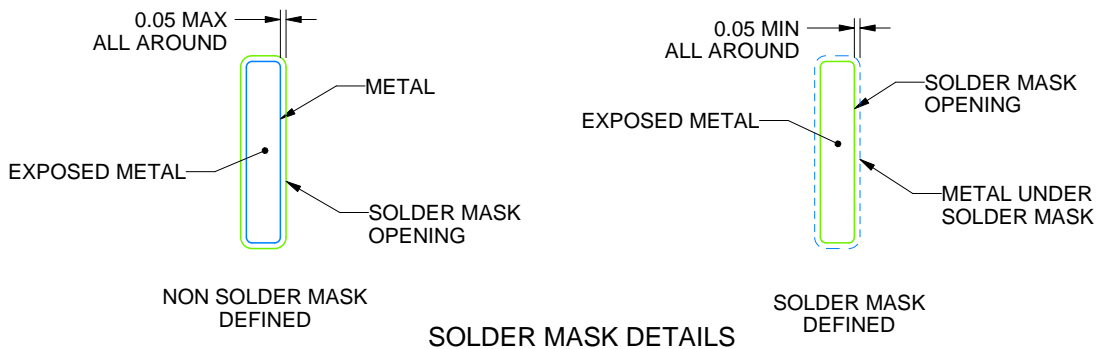 0.05 MAX
ALL AROUND
METAL
EXPOSED METAL
SOLDER MASK
OPENING
NON SOLDER MASK
DEFINED
0.05 MIN
ALL AROUND
SOLDER MASK
OPENING
EXPOSED METAL
METAL UNDER
SOLDER MASK
SOLDER MASK
DEFINED
SOLDER MASK DETAILS